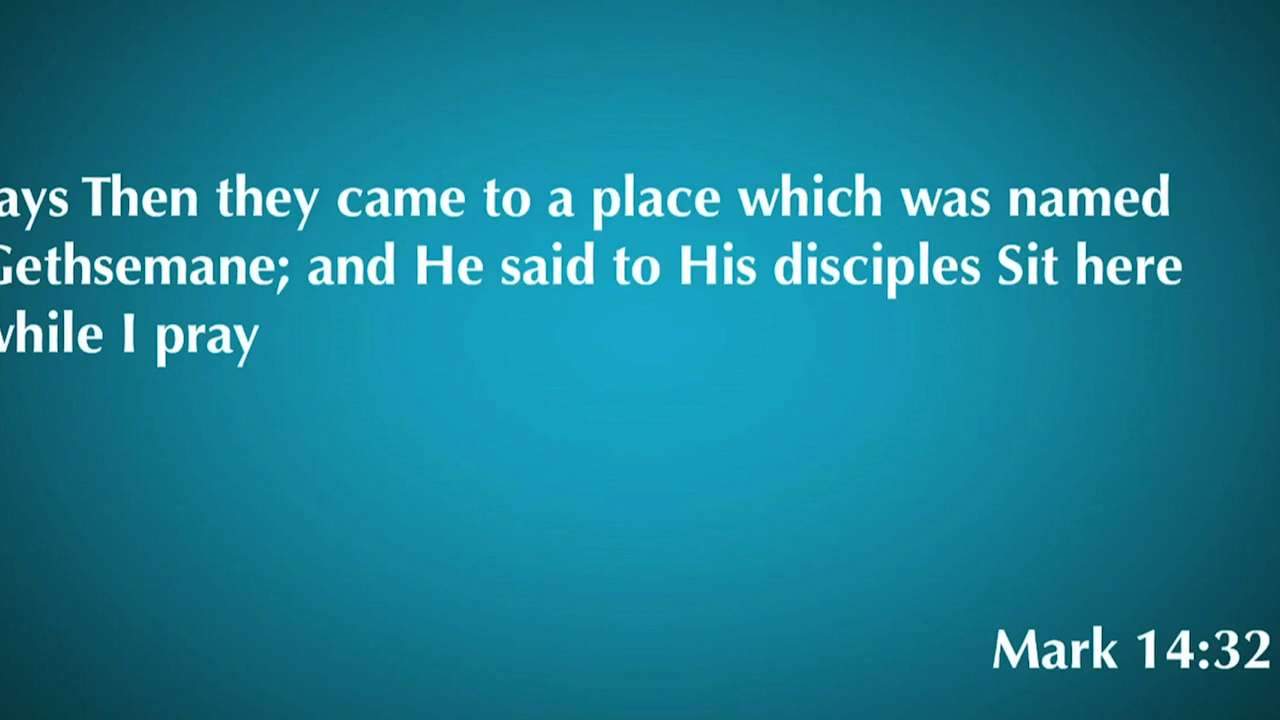 ays Then they came to a place which was named
Gethsemane; and He said to His disciples Sit here
while I pray
Mark 14:32